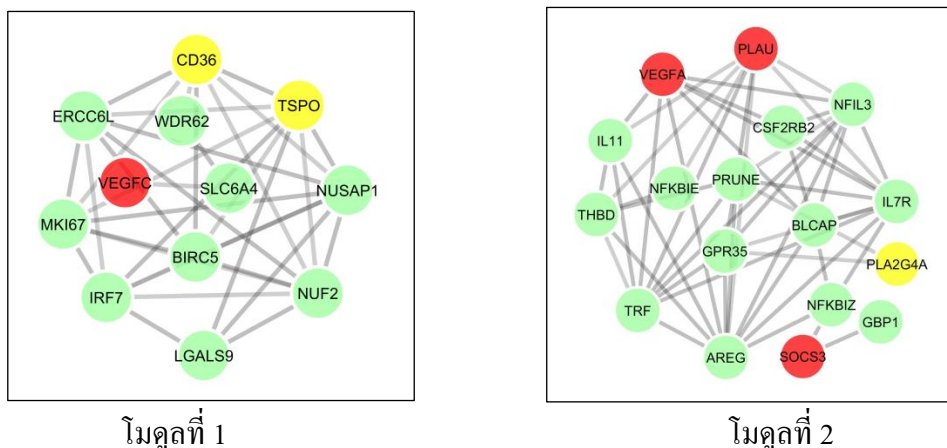 CD36
TSPO
ERCC6L
WDR62
VEGFC
SLC6A4
NUSAP1
MKI67
BIRC5
IRF7
NUF2
LGALS9
โมดูลที่ 1
PLAU
VEGFA
NFIL3
CSF2RB2
IL11
PRUNE
NFKBIE
IL7R
THBD
BLCAP
GPR35
PLA2G4A
TRF
NFKBIZ
GBP1
AREG
SOCS3
โมดูลที่ 2